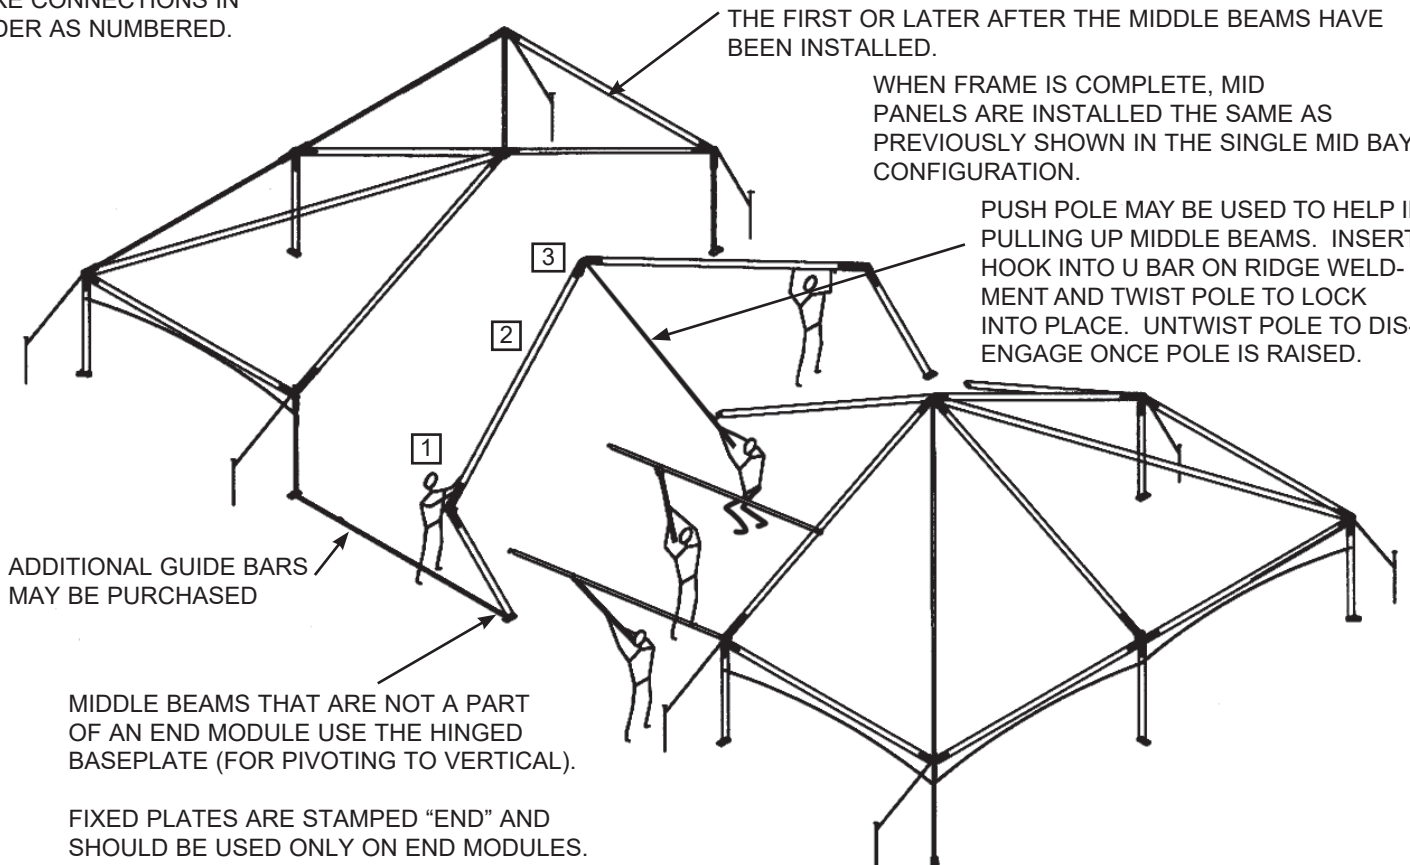 CONNECTIONS IN
AS NUMBERED.
THE FIRST OR LATER AFTER THE MIDDLE BEAMS HAVE
BEEN INSTALLED.
WHEN FRAME IS COMPLETE, MID
PANELS ARE INSTALLED THE SAME AS
PREVIOUSLY SHOWN IN THE SINGLE MID BAY
CONFIGURATION.
PUSH POLE MAY BE USED TO HELP
PULLING UP MIDDLE BEAMS. INSERT
HOOK INTO U BAR ON RIDGE WELD-
MENT AND TWIST POLE TO LOCK
INTO PLACE. UNTWIST POLE TO DIS-
ENGAGE ONCE POLE IS RAISED.
3
2
1
ADDITIONAL GUIDE BARS
MAY BE PURCHASED
MIDDLE BEAMS THAT ARE NOT A PART
OF AN END MODULE USE THE HINGED
BASEPLATE (FOR PIVOTING TO VERTICAL).
FIXED PLATES ARE STAMPED “END” AND
SHOULD BE USED ONLY ON END MODULES.